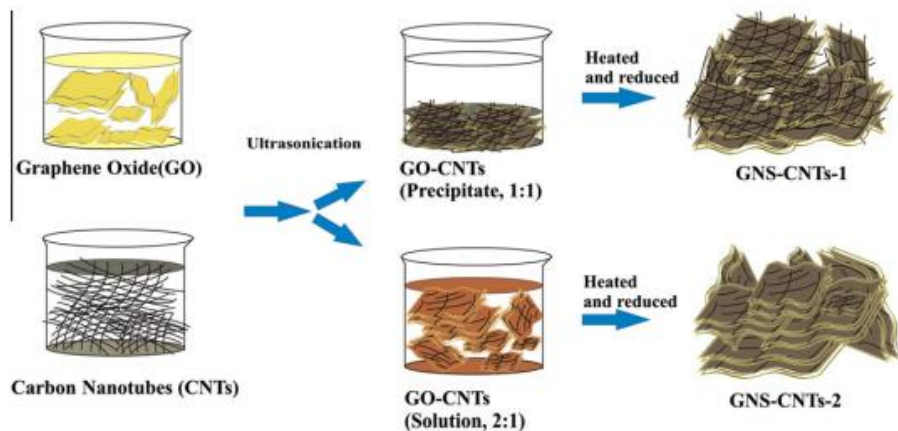 Graphene Oxide(GO)
Carbon Nanotubes (CNTs)
Ultrasonication
GO-CNTs
(Precipitate, 1:1)
Heated
and reduced
GNS-CNTs-1
GO-CNTs
(Solution, 2:1)
Heated
and reduced
GNS-CNTs-2